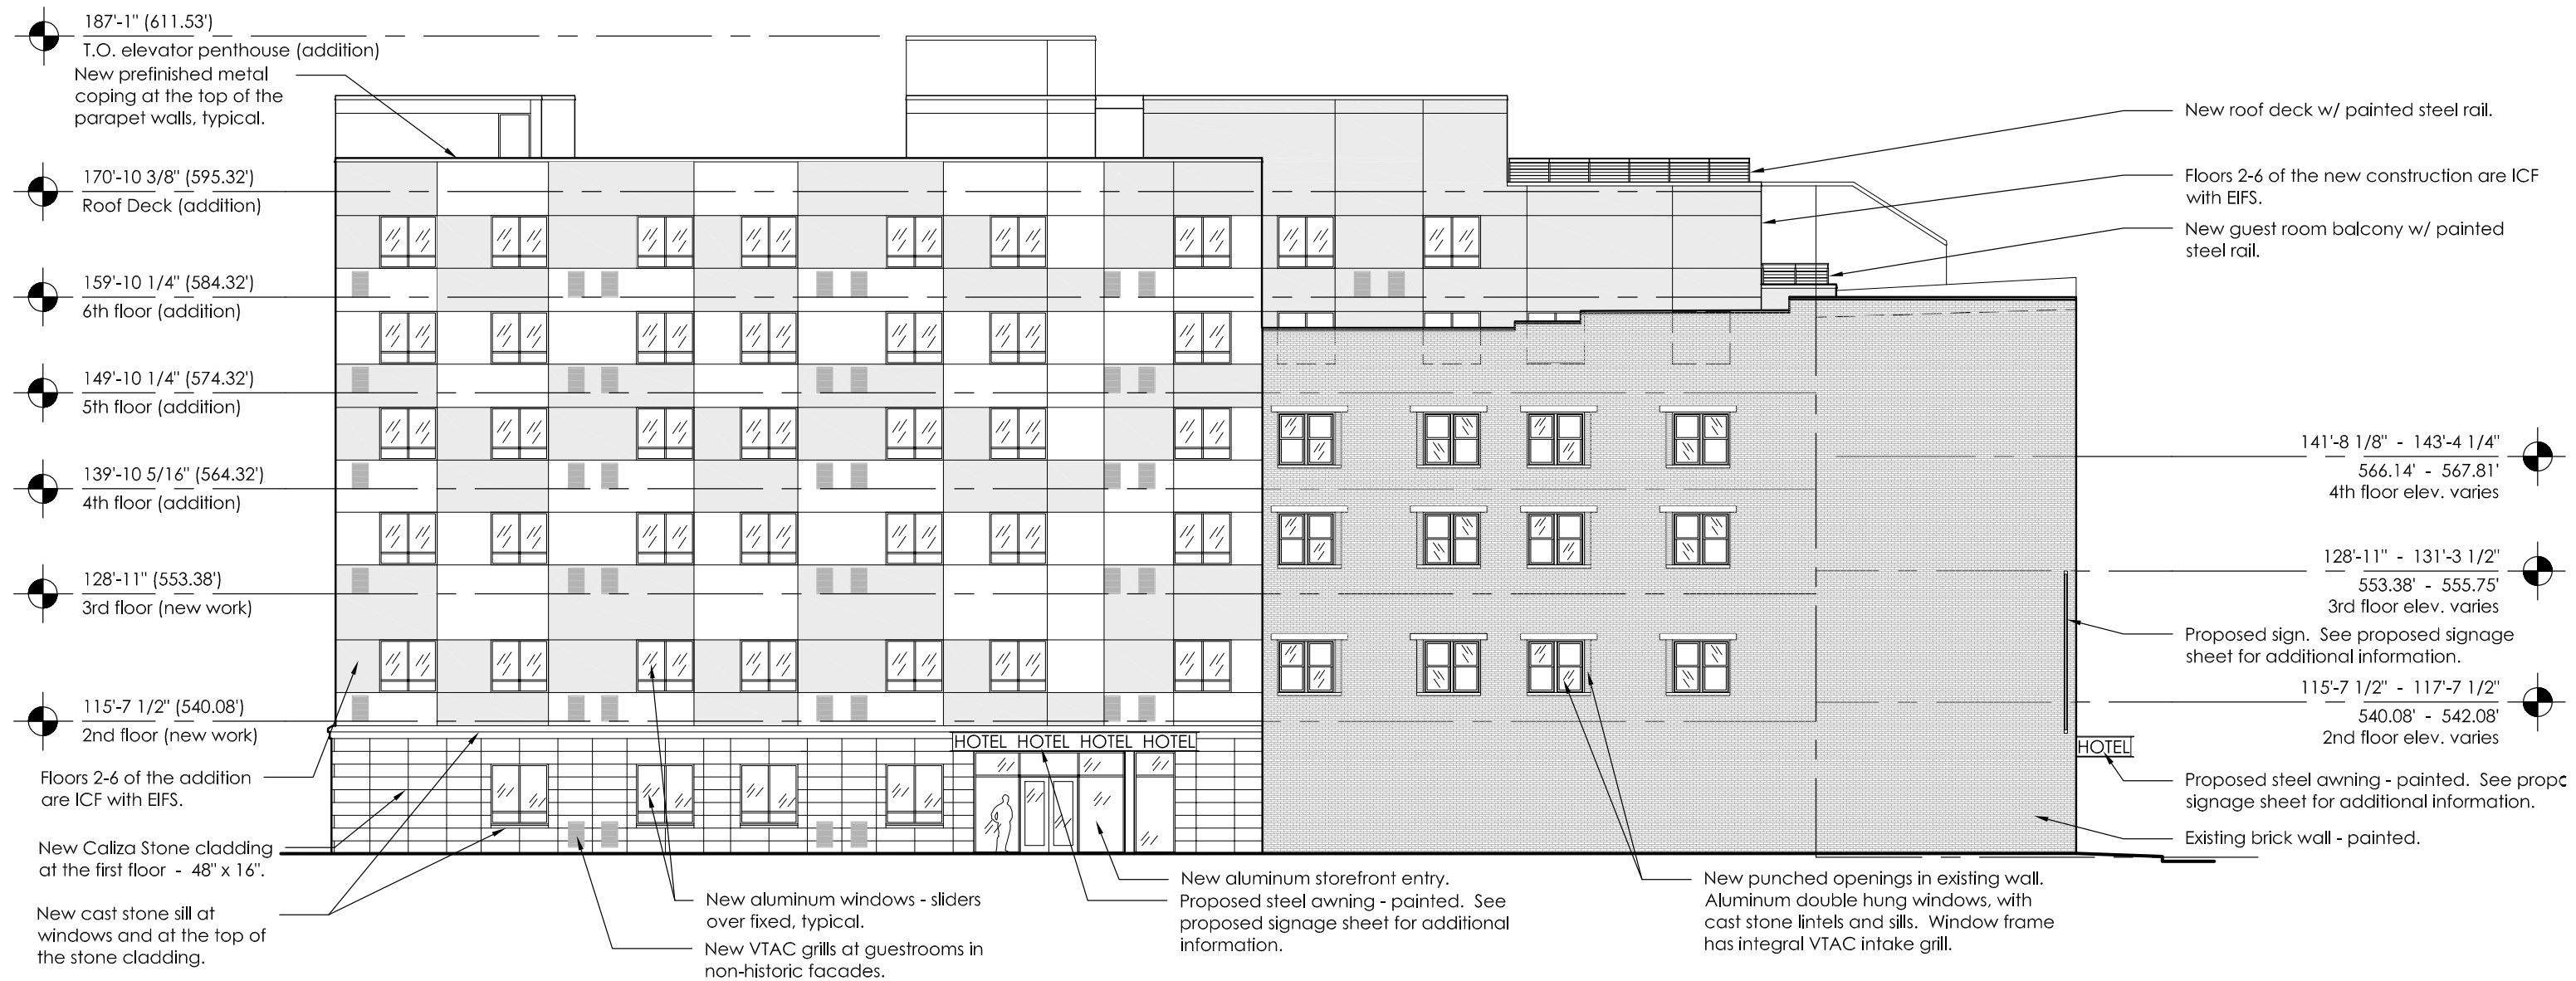 187'-1" (611.53')
T.O. elevator penthouse (addition)
New prefinished metal
coping at the top of the
parapet walls, typical.
170'-10 3/8" (595.32')
Roof Deck (addition)
159'-10 1/4" (584.32')
6th floor (addition)
149'-10 1/4" (574.32')
5th floor (addition)
139'-10 5/16" (564.32')
4th floor (addition)
128'-11" (553.38')
3rd floor (new work)
115'-7 1/2" (540.08')
2nd floor (new work)
Floors 2-6 of the addition
are ICF with EIFS.
New Caliza Stone cladding
at the first floor - 48" x 16".
New cast stone sill at
windows and at the top of
the stone cladding.
HOTEL HOTEL HOTEL HOTEL
New aluminum windows - sliders
over fixed, typical.
New VTAC grills at guestrooms in
non-historic facades.
New aluminum storefront entry.
Proposed steel awning - painted. See
proposed signage sheet for additional
information.
New punched openings in existing wall.
Aluminum double hung windows, with
cast stone lintels and sills. Window frame
has integral VTAC intake grill.
New roof deck w/ painted steel rail.
Floors 2-6 of the new construction are ICF
with EIFS.
New guest room balcony w/ painted
steel rail.
141'-8 1/8" - 143'-4 1/4"
566.14' - 567.81'
4th floor elev. varies
128'-11" - 131'-3 1/2"
553.38' - 555.75'
3rd floor elev. varies
Proposed sign. See proposed signage
sheet for additional information.
115'-7 1/2" - 117'-7 1/2"
540.08' - 542.08'
2nd floor elev. varies
HOTEL
Proposed steel awning - painted. See
signage sheet for additional information.
Existing brick wall - painted.